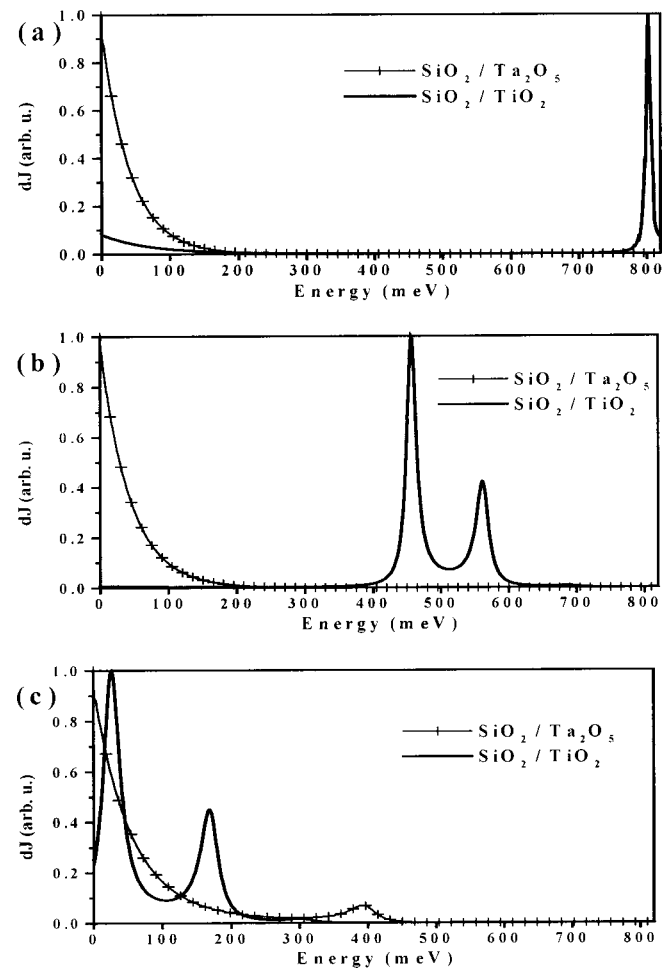 (a)
1.0
0.8
0.6
0.4
0.2
0.0
dJ (arb. u.)
SiO₂ / Ta₂O₅
SiO₂ / TiO₂
0 100 200 300 400 500 600 700 800
Energy (meV)
(b)
1.0
0.8
0.6
0.4
0.2
0.0
dJ (arb. u.)
SiO₂ / Ta₂O₅
SiO₂ / TiO₂
0 100 200 300 400 500 600 700 800
Energy (meV)
(c)
1.0
0.8
0.6
0.4
0.2
0.0
dJ (arb. u.)
SiO₂ / Ta₂O₅
SiO₂ / TiO₂
0 100 200 300 400 500 600 700 800
Energy (meV)